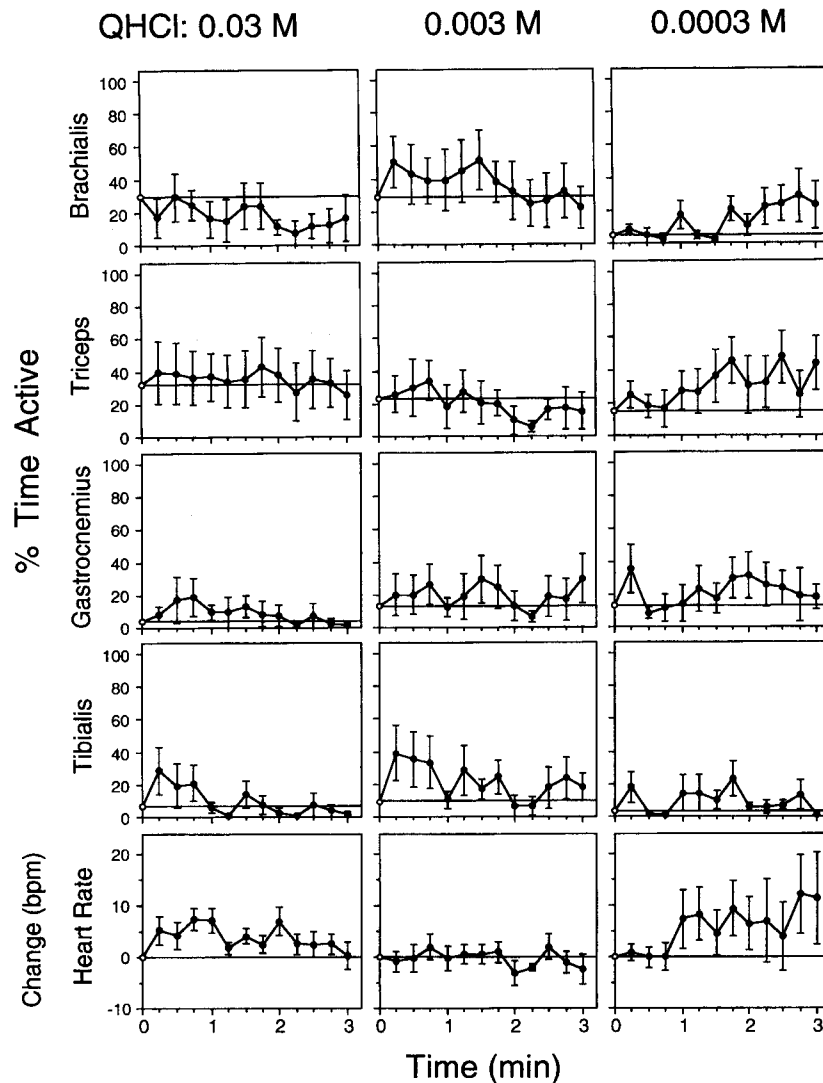 QHCl: 0.03 M 0.003 M 0.0003 M
% Time Active
Brachialis
100
80
60
40
20
0
Triceps
100
80
60
40
20
0
Gastrocnemius
100
80
60
40
20
0
Tibialis
100
80
60
40
20
0
Change (bpm)
Heart Rate
20
10
0
-10
0 1 2 3 0 1 2 3 0 1 2 3
Time (min)